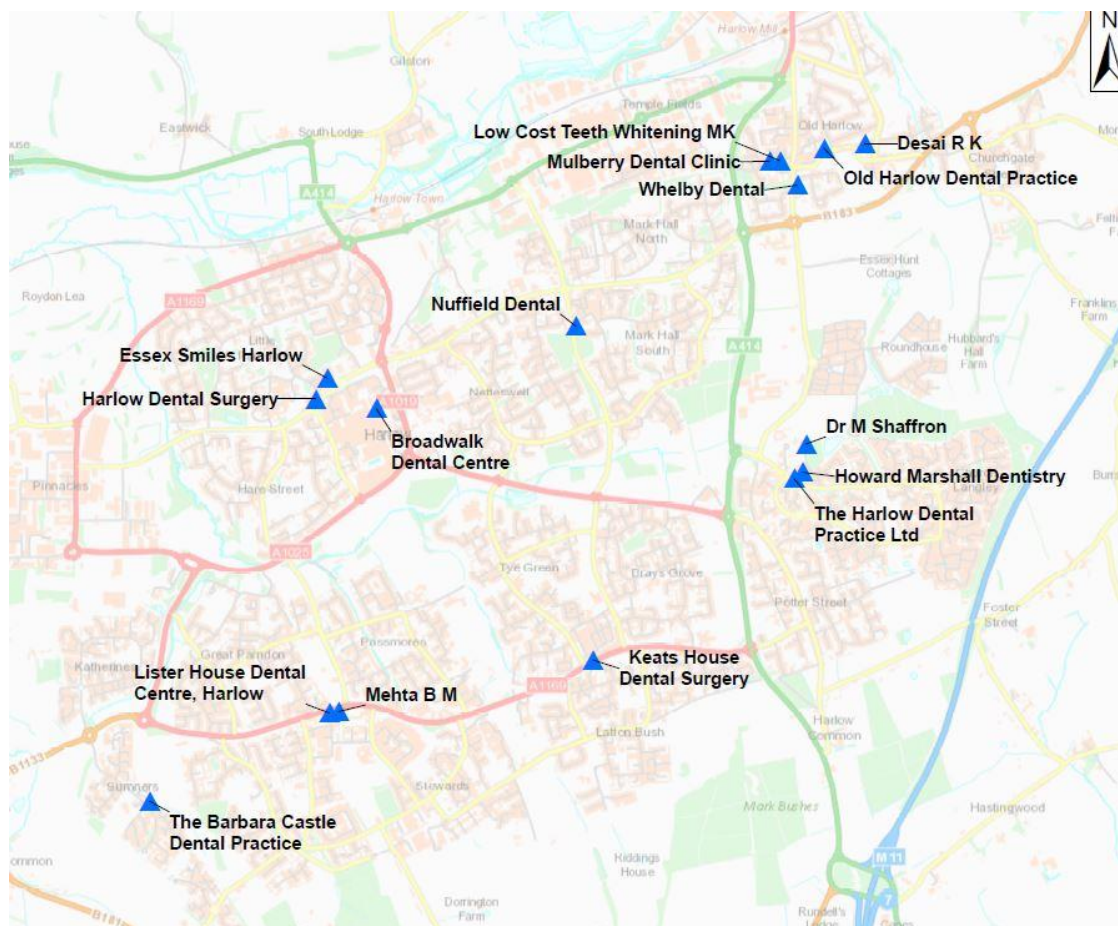 N
Harlow Mill
Gilston
Temple Fields
Eastwick
South Lodge
Low Cost Teeth Whitening MK
Old Harlow
Desai R K
Mulberry Dental Clinic
Churchgate
Old Harlow Dental Practice
Whelby Dental
A414
Harlow Town
B183
Mark Hall
North
Essex Hunt
Cottages
Roydon Lea
A1169
Nuffield Dental
Mark Hall
South
A414
Franklins
Farm
Roundhouse
Hubbard's
Hall
Farm
Little
Essex Smiles Harlow
Harlow Dental Surgery
A1019
Netteswell
Broadwalk
Dental Centre
Dr M Shaffron
Howard Marshall Dentistry
Langley
The Harlow Dental
Practice Ltd
Pinnacles
Hare Street
A1025
Tye Green
Brays Grove
Potter Street
Foster
Street
Katherines
Great Parndon
Passmores
Lister House Dental
Centre, Harlow
Mehta B M
Keats House
Dental Surgery
A1169
Latton Bush
Harlow
Common
B1133
Sumners
Stewards
Mark Bushes
Hastingwood
The Barbara Castle
Dental Practice
Kiddings
House
M 11
7
Dorrington
Farm
Rundell's